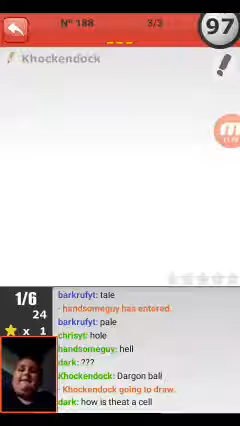 Nº 188
3/3
97
Khockendock
1/6
24
x 1
barkrufyt: tale
- handsomeguy has entered.
barkrufyt: pale
chrisyt: hole
handsomeguy: hell
dark: ???
Khockendock: Dargon ball
- Khockendock going to draw.
dark: how is theat a cell